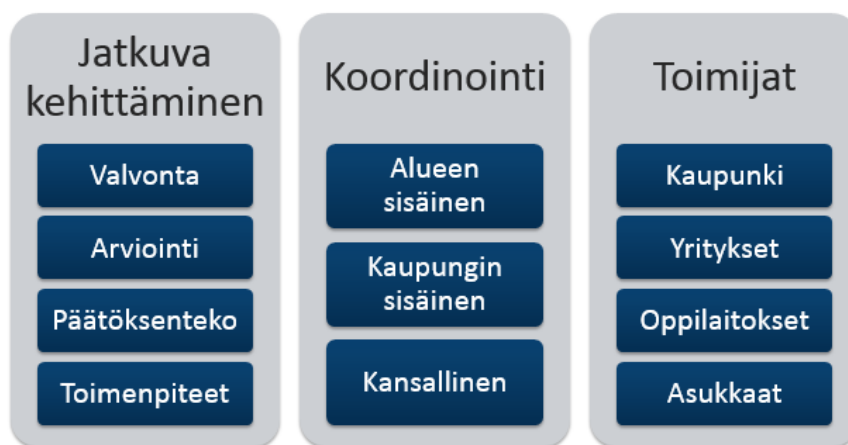 Jatkuva
kehittäminen
Valvonta
Arviointi
Päätöksenteko
Toimenpiteet
Koordinointi
Alueen
sisäinen
Kaupungin
sisäinen
Kansallinen
Toimijat
Kaupunki
Yritykset
Oppilaitokset
Asukkaat